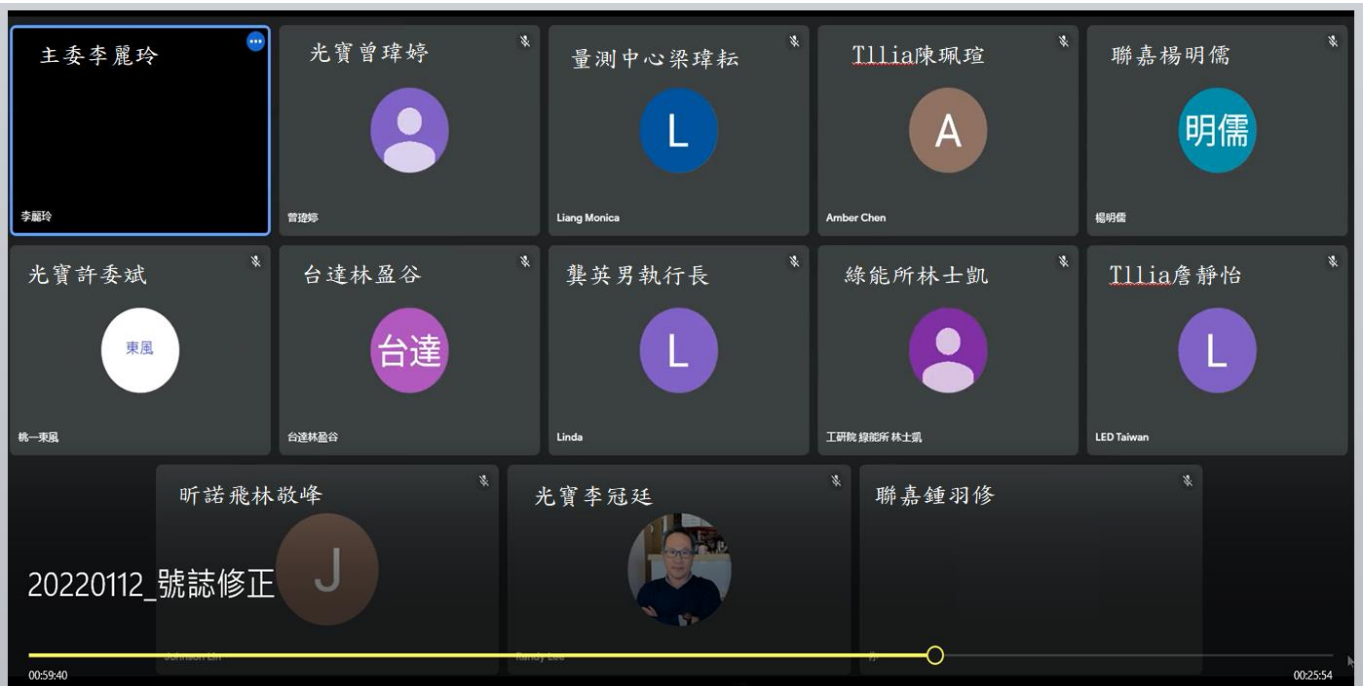 主委李麗玲
李麗玲
光寶曾瑋婷
曾瑋婷
量測中心梁瑋耘
L
Liang Monica
Tllia陳珮瑄
A
Amber Chen
聯嘉楊明儒
明儒
楊明儒
光寶許委斌
東風
桃一東風
台達林盈谷
台達
台達林盈谷
龔英男執行長
L
Linda
綠能所林士凱
工研院 綠能所 林士凱
Tllia詹靜怡
L
LED Taiwan
昕諾飛林敬峰
J
Johnson Lin
光寶李冠廷
Randy Lee
聯嘉鍾羽修
20220112_號誌修正
00:59:40
00:25:54